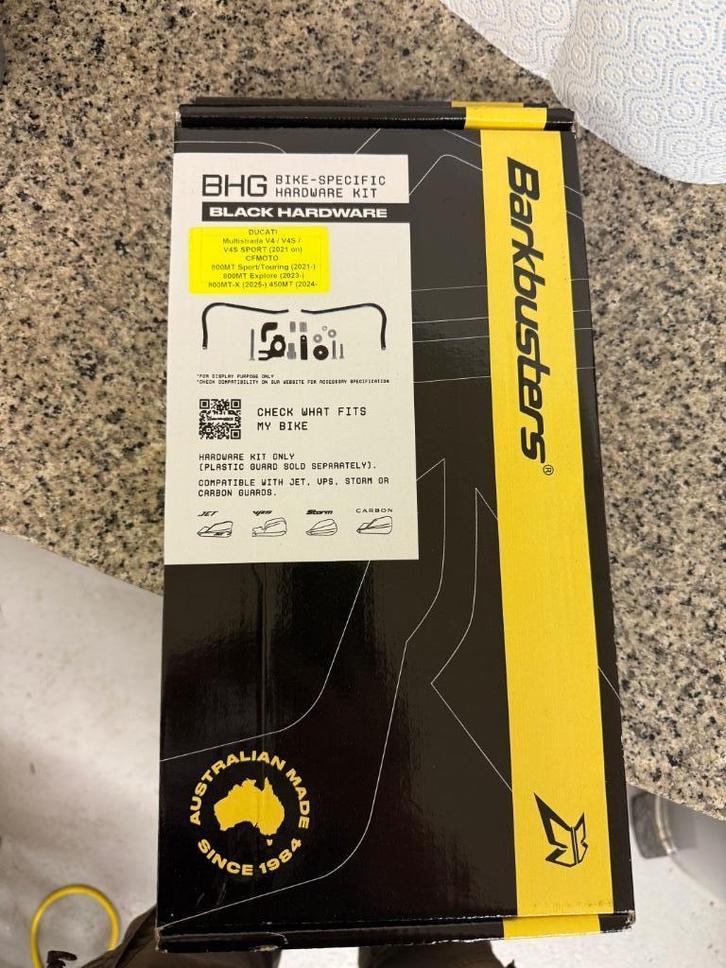 BHG BIKE-SPECIFIC
HARDWARE KIT
BLACK HARDWARE
DUCATI
Multistrada V4 / V4S /
V4S SPORT (2021 on)
CFMOTO
800MT Sport/Touring (2021-)
800MT Explore (2023-)
800MT-X (2025-) 450MT (2024-
*FOR DISPLAY PURPOSE ONLY
*CHECK COMPATIBILITY ON OUR WEBSITE FOR ACCESSORY SPECIFICATION
CHECK WHAT FITS
MY BIKE
HARDWARE KIT ONLY
(PLASTIC GUARD SOLD SEPARATELY).
COMPATIBLE WITH JET, VPS, STORM OR
CARBON GUARDS.
JET VPS Storm CARBON
Barkbusters®
AUSTRALIAN MADE
SINCE 1984